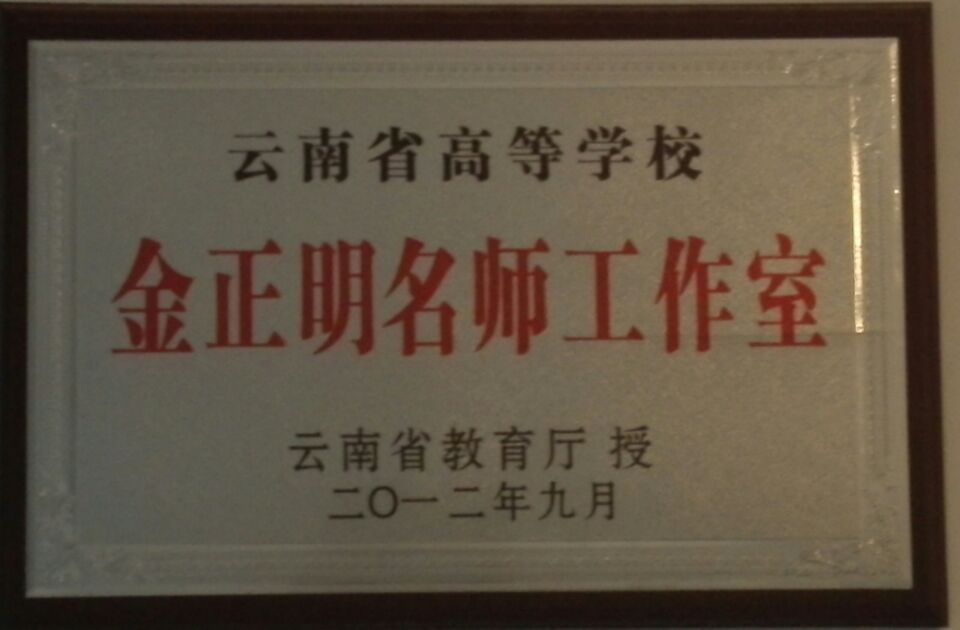 云南省高等学校
金正明名师工作室
云南省教育厅 授
二〇一二年九月